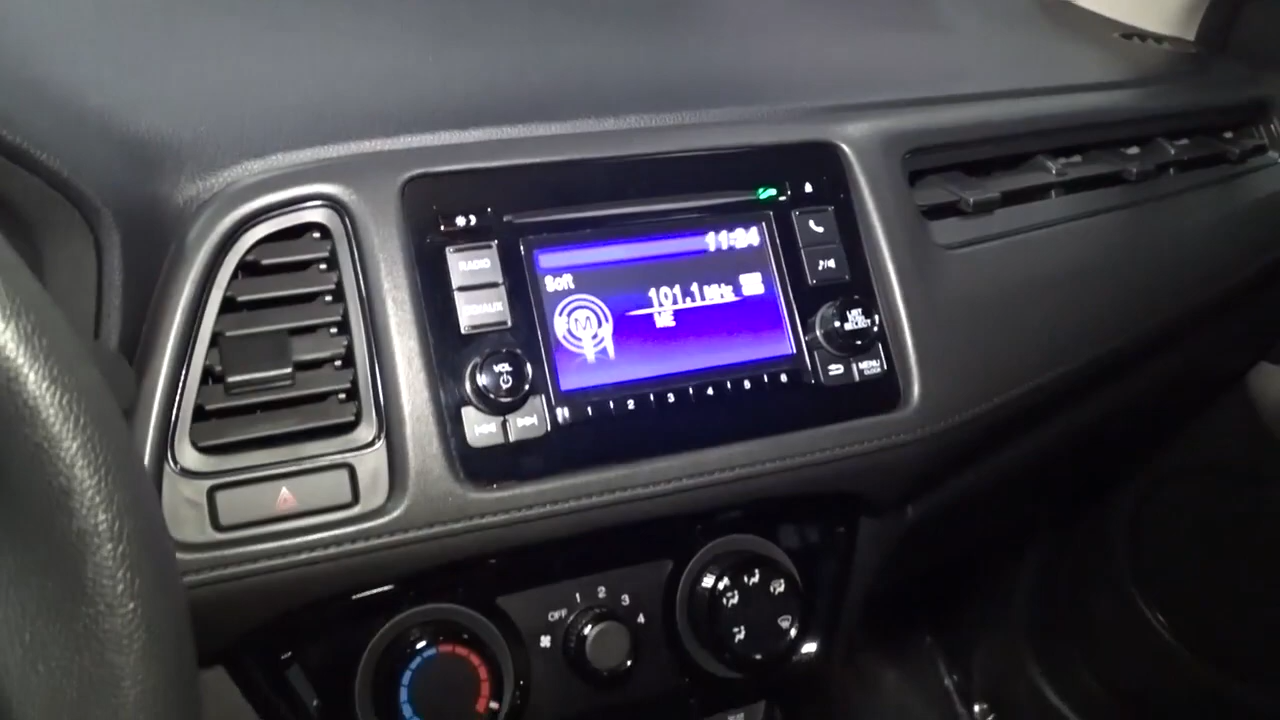 RADIO
11:24
Soft
101.1 MHz
ME
M
VOL
1 2 3 4 5 6
LIST
SELECT
MENU
CLOCK
OFF 1 2 3 4